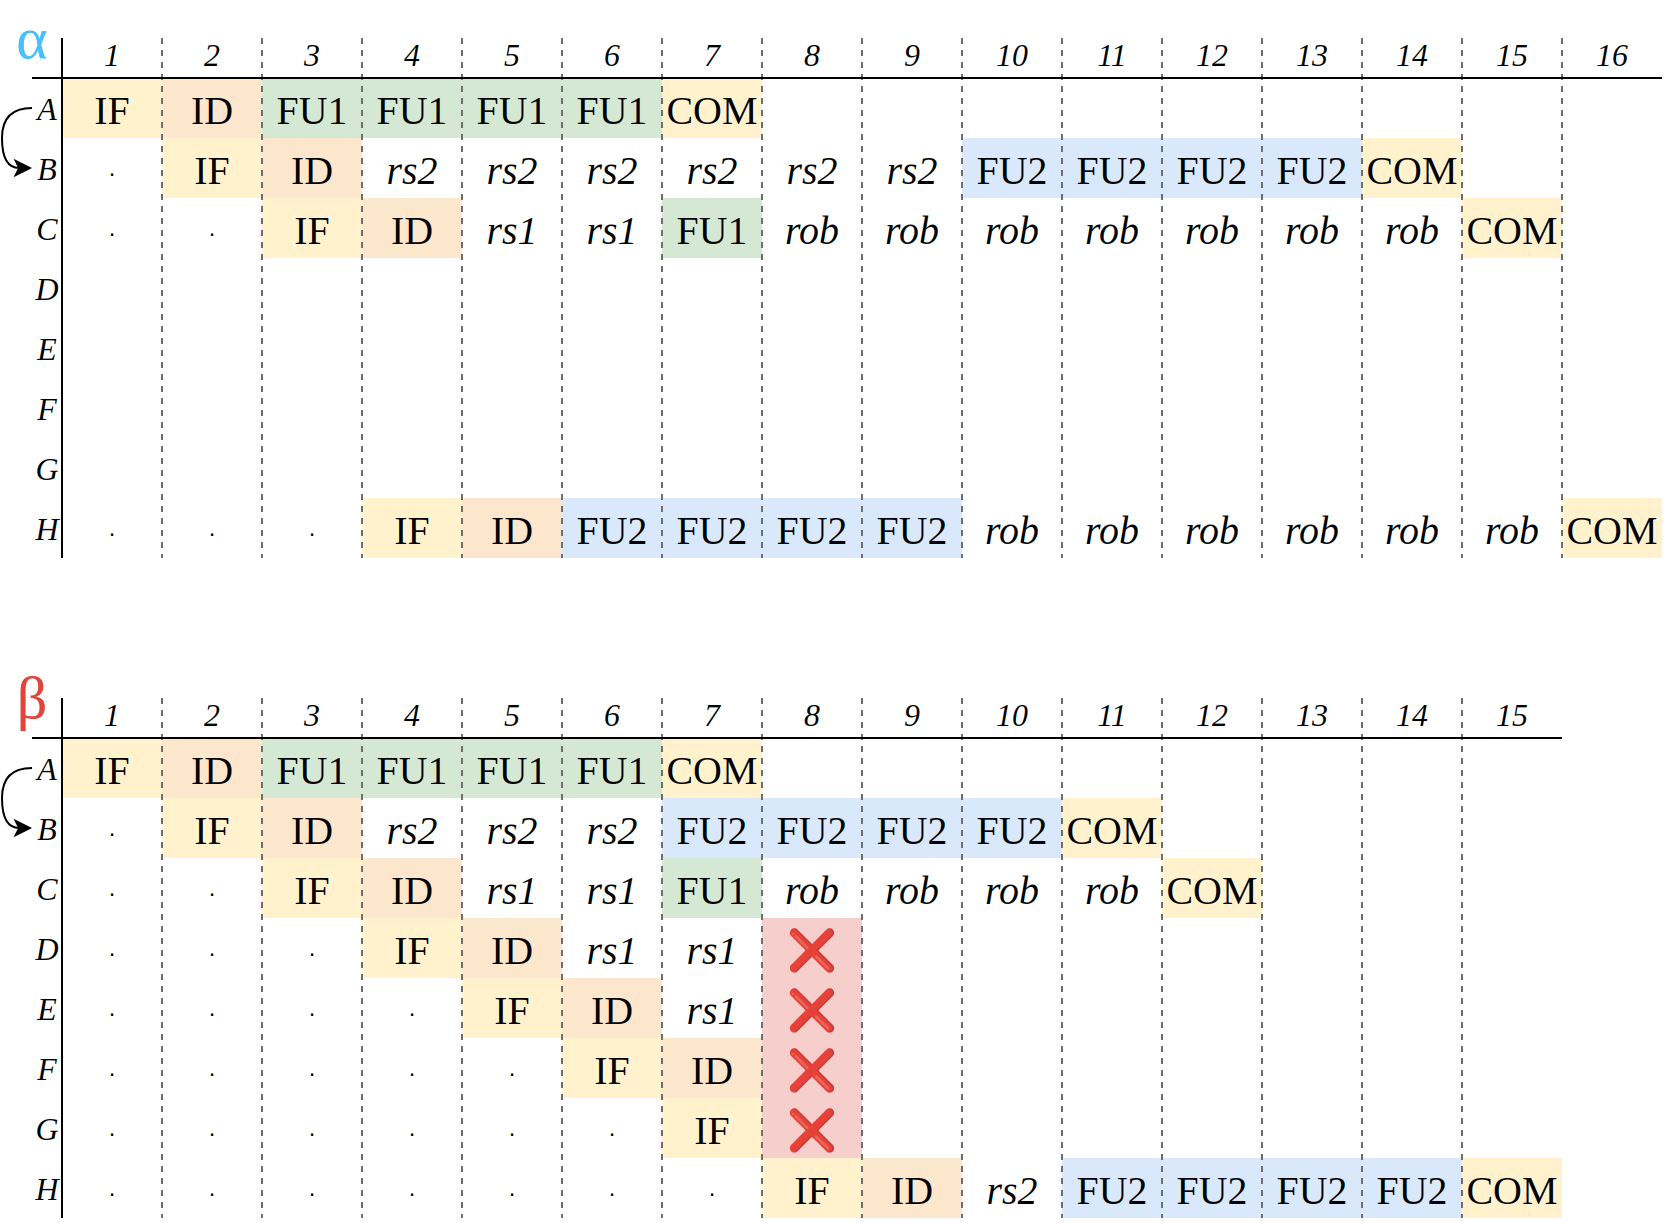 α 1 2 3 4 5 6 7 8 9 10 11 12 13 14 15 16
A IF ID FU1 FU1 FU1 FU1 COM
B . IF ID rs2 rs2 rs2 rs2 rs2 rs2 FU2 FU2 FU2 FU2 COM
C . . IF ID rs1 rs1 FU1 rob rob rob rob rob rob rob COM
D
E
F
G
H . . . IF ID FU2 FU2 FU2 FU2 rob rob rob rob rob rob COM
β 1 2 3 4 5 6 7 8 9 10 11 12 13 14 15
A IF ID FU1 FU1 FU1 FU1 COM
B . IF ID rs2 rs2 rs2 FU2 FU2 FU2 FU2 COM
C . . IF ID rs1 rs1 FU1 rob rob rob rob COM
D . . . IF ID rs1 rs1 ❌
E . . . . IF ID rs1 ❌
F . . . . . IF ID ❌
G . . . . . . IF ❌
H . . . . . . . IF ID rs2 FU2 FU2 FU2 FU2 COM